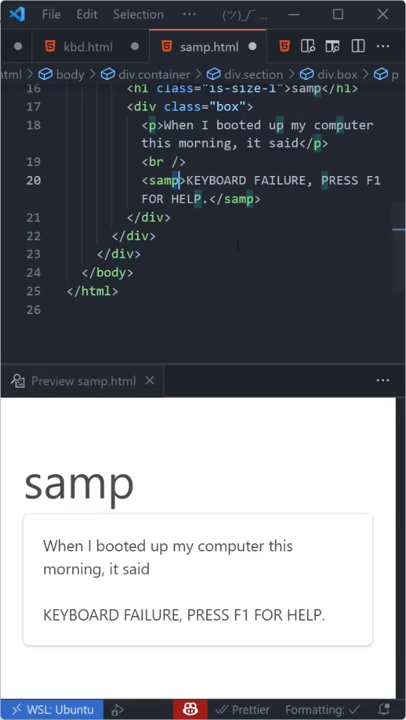 File Edit Selection ··· (ツ)_/¯ ...
kbd.html samp.html ···
html > body > div.container > div.section > div.box > p
16 <h1 class="is-size-1">samp</h1>
17 <div class="box">
18 <p>When I booted up my computer
this morning, it said</p>
19 <br />
20 <samp>KEYBOARD FAILURE, PRESS F1
FOR HELP.</samp>
21 </div>
22 </div>
23 </div>
24 </body>
25 </html>
26
Preview samp.html ···
samp
When I booted up my computer this
morning, it said
KEYBOARD FAILURE, PRESS F1 FOR HELP.
WSL: Ubuntu Prettier Formatting: ✓